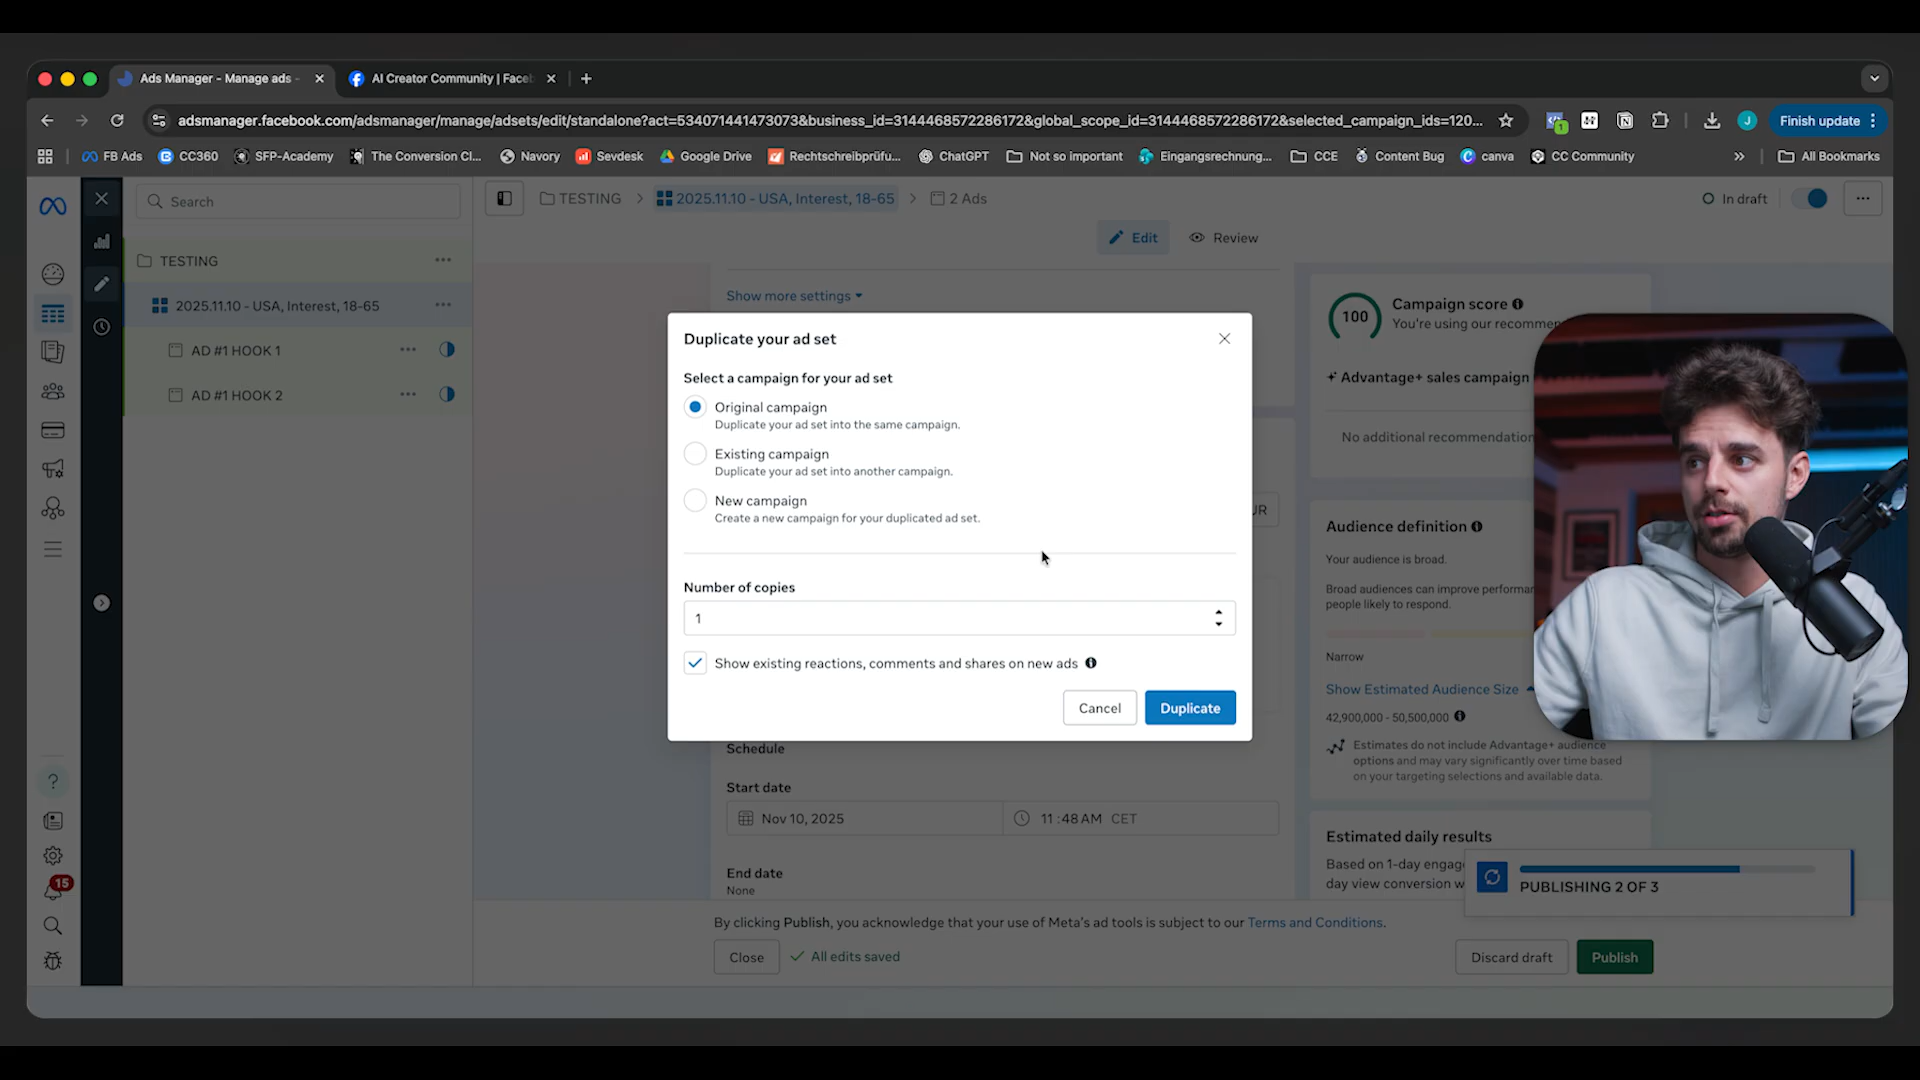 Ads Manager - Manage ads -
AI Creator Community | Face
adsmanager.facebook.com/adsmanager/manage/adsets/edit/standalone?act=534071441473073&business_id=3144468572286172&global_scope_id=3144468572286172&selected_campaign_ids=120...
1
J
Finish update
FB Ads
CC360
SFP-Academy
The Conversion Cl...
Navory
Sevdesk
Google Drive
Rechtschreibprüfu...
ChatGPT
Not so important
Eingangsrechnung...
CCE
Content Bug
canva
CC Community
All Bookmarks
Search
TESTING
2025.11.10 - USA, Interest, 18-65
2 Ads
In draft
Edit
Review
TESTING
2025.11.10 - USA, Interest, 18-65
AD #1 HOOK 1
AD #1 HOOK 2
15
Show more settings
Duplicate your ad set
Select a campaign for your ad set
Original campaign
Duplicate your ad set into the same campaign.
Existing campaign
Duplicate your ad set into another campaign.
New campaign
Create a new campaign for your duplicated ad set.
Number of copies
1
Show existing reactions, comments and shares on new ads
Cancel
Duplicate
UR
Schedule
Start date
Nov 10, 2025
11:48 AM CET
End date
None
100
Campaign score
You're using our recommen
Advantage+ sales campaign
No additional recommendation
Audience definition
Your audience is broad.
Broad audiences can improve performa
people likely to respond.
Narrow
Show Estimated Audience Size
42,900,000 - 50,500,000
Estimates do not include Advantage+ audience
options and may vary significantly over time based
on your targeting selections and available data.
Estimated daily results
Based on 1-day engag
day view conversion w
PUBLISHING 2 OF 3
By clicking Publish, you acknowledge that your use of Meta's ad tools is subject to our Terms and Conditions.
Close
All edits saved
Discard draft
Publish